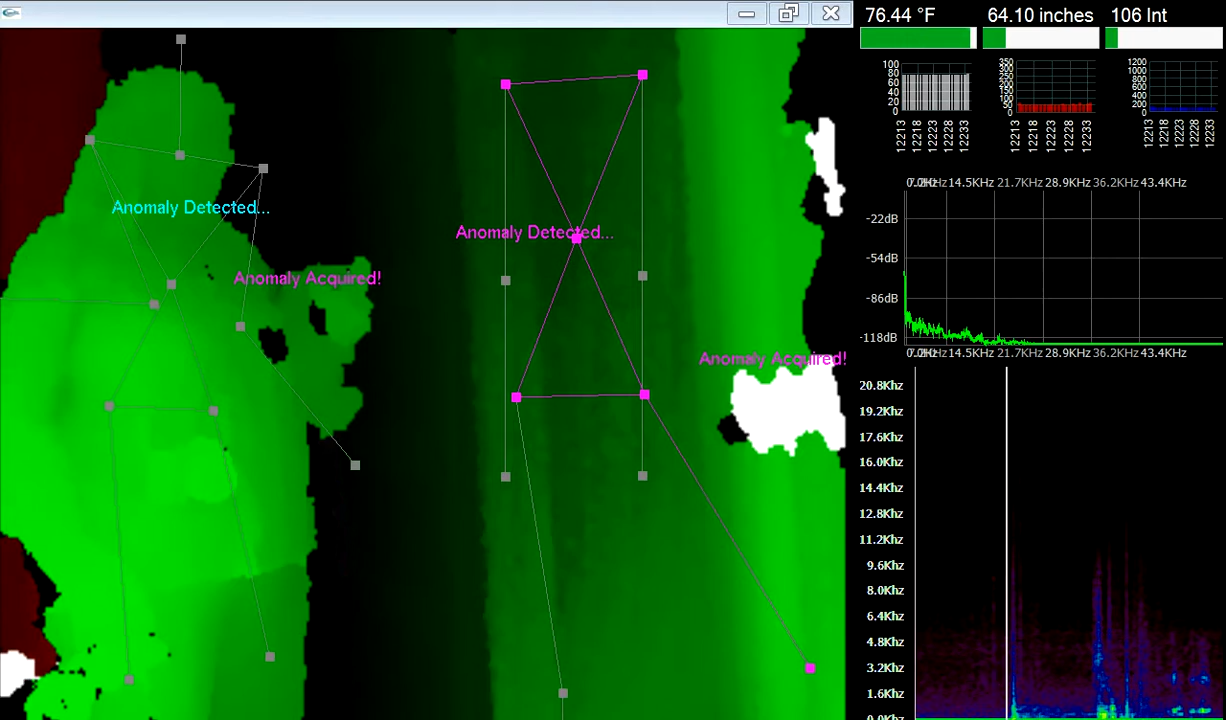 76.44 °F
64.10 inches
106 Int
100
80
60
40
20
0
12213
12218
12223
12228
12233
350
300
250
200
150
100
50
0
12213
12218
12223
12228
12233
1200
1000
800
600
400
200
0
12213
12218
12223
12228
12233
14.5KHz 21.7KHz 28.9KHz 36.2KHz 43.4KHz
Anomaly Detected...
-22dB
Anomaly Detected...
-54dB
Anomaly Acquired!
-86dB
-118dB
14.5KHz 21.7KHz 28.9KHz 36.2KHz 43.4KHz
Anomaly Acquired!
20.8Khz
19.2Khz
17.6Khz
16.0Khz
14.4Khz
12.8Khz
11.2Khz
9.6Khz
8.0Khz
6.4Khz
4.8Khz
3.2Khz
1.6Khz
0.0Khz